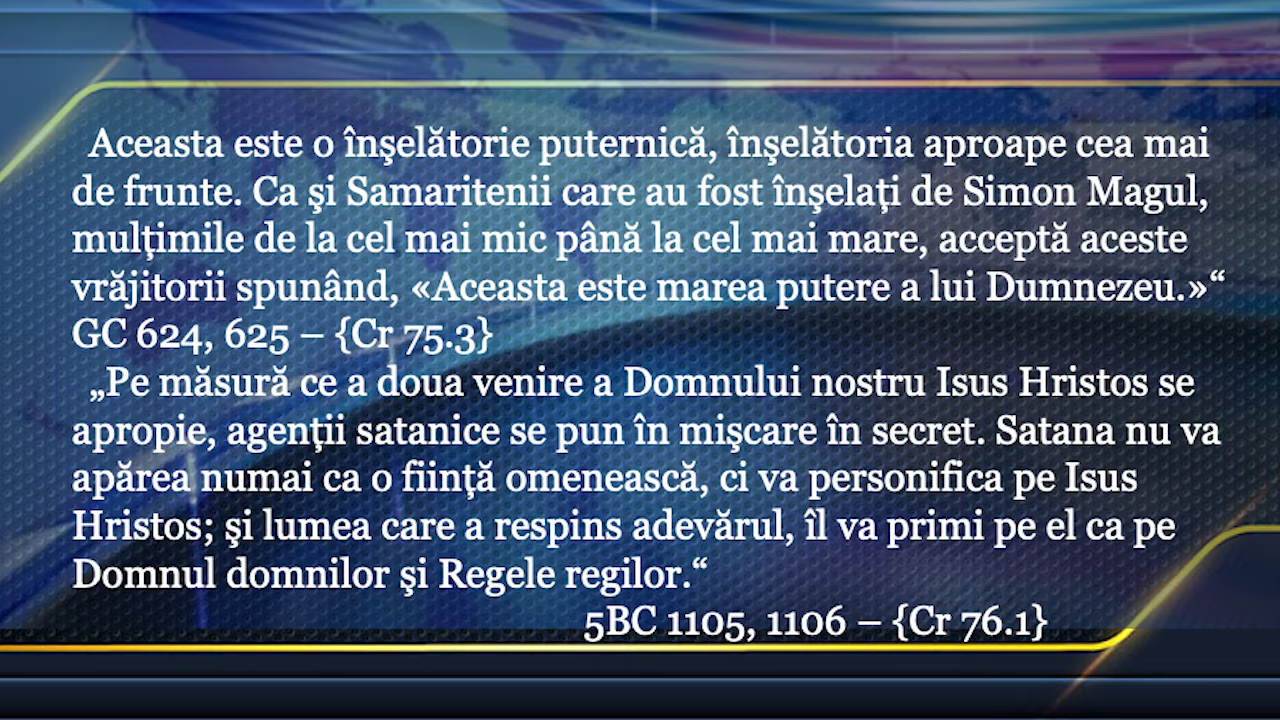 Aceasta este o înşelătorie puternică, înşelătoria aproape cea mai
de frunte. Ca şi Samaritenii care au fost înşelaţi de Simon Magul,
mulţimile de la cel mai mic până la cel mai mare, acceptă aceste
vrăjitorii spunând, «Aceasta este marea putere a lui Dumnezeu.»“
GC 624, 625 – {Cr 75.3}
„Pe măsură ce a doua venire a Domnului nostru Isus Hristos se
apropie, agenţii satanice se pun în mişcare în secret. Satana nu va
apărea numai ca o fiinţă omenească, ci va personifica pe Isus
Hristos; şi lumea care a respins adevărul, îl va primi pe el ca pe
Domnul domnilor şi Regele regilor.“
5BC 1105, 1106 – {Cr 76.1}